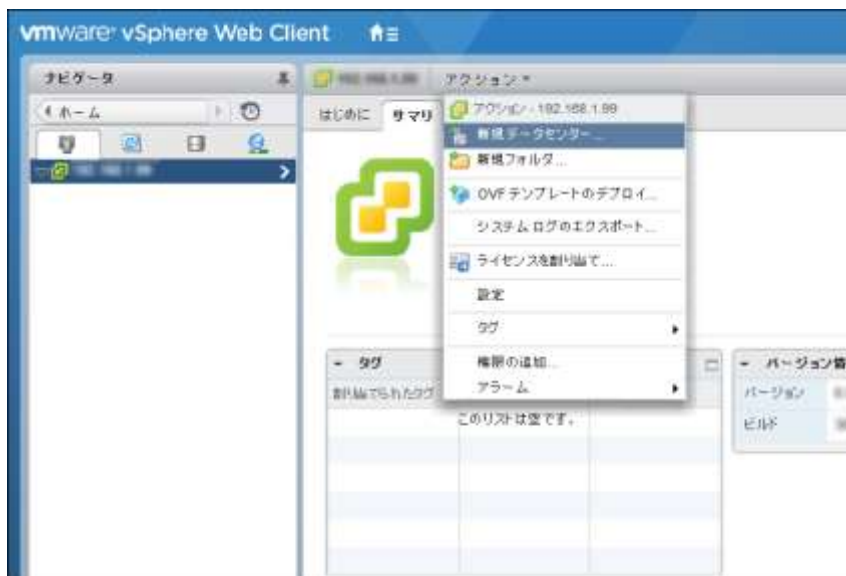 vmware® vSphere Web Client
ナビゲータ
ホーム
アクション
はじめに サマリ
アクション - 192.168.1.99
新規データセンター...
新規フォルダ...
OVF テンプレートのデプロイ...
システム ログのエクスポート...
ライセンスを割り当て...
設定
タグ
権限の追加...
アラーム
タグ
割り当てられたタグ
このリストは空です。
バージョン情
バージョン
ビルド